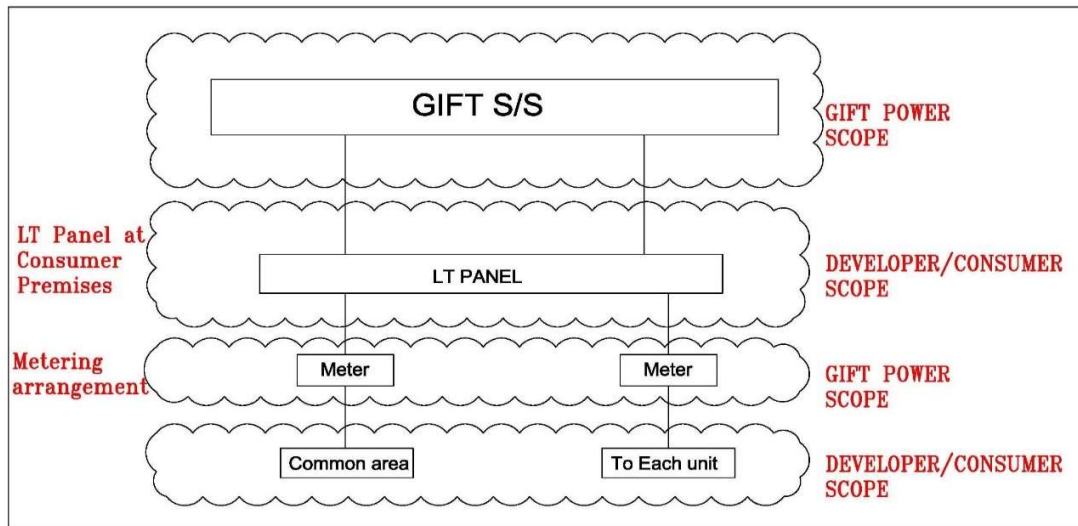 GIFT S/S
GIFT POWER
SCOPE
LT Panel at
Consumer
Premises
LT PANEL
DEVELOPER/CONSUMER
SCOPE
Metering
arrangement
Meter
Meter
GIFT POWER
SCOPE
Common area
To Each unit
DEVELOPER/CONSUMER
SCOPE